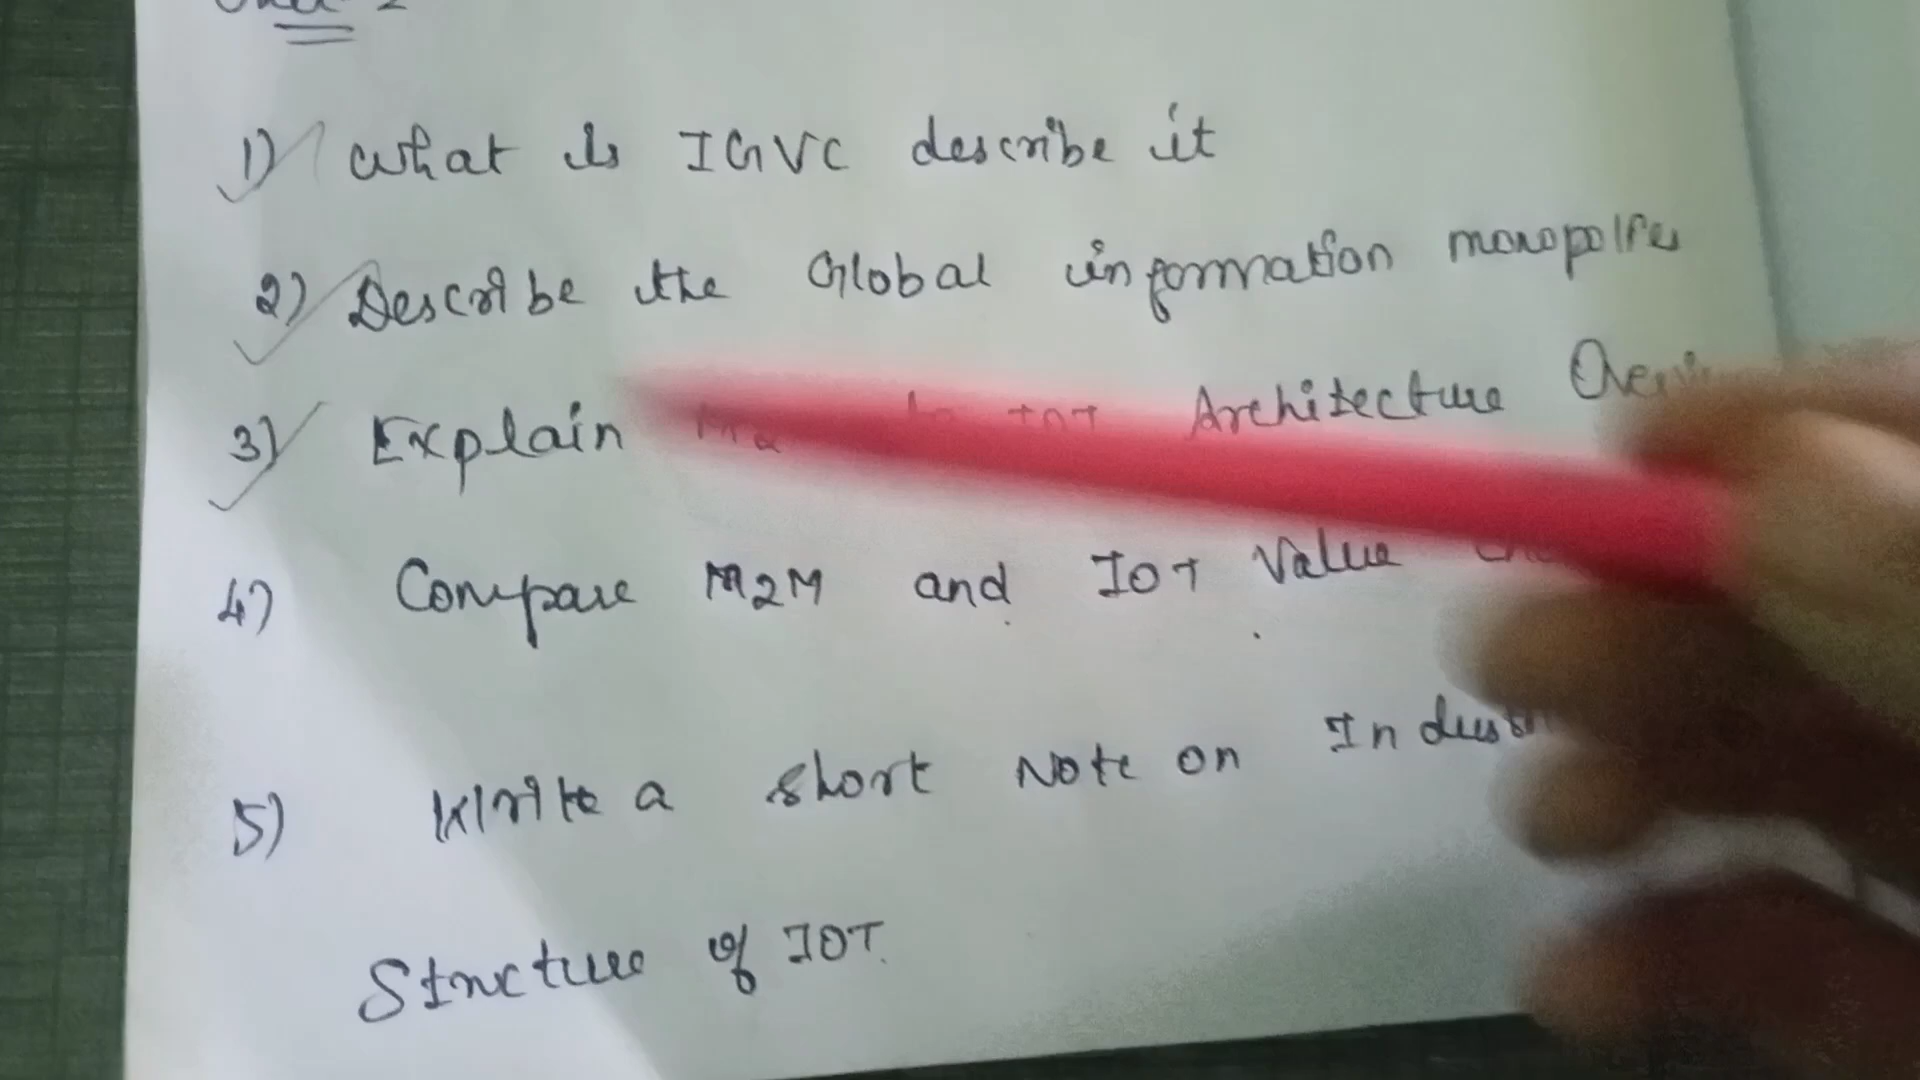 1) What is IGVC describe it
2) Describe the Global information monopolies
3) Explain IOT Architecture
4) Compare M2M and IOT Value
5) Write a short Note on
Structure of IOT.